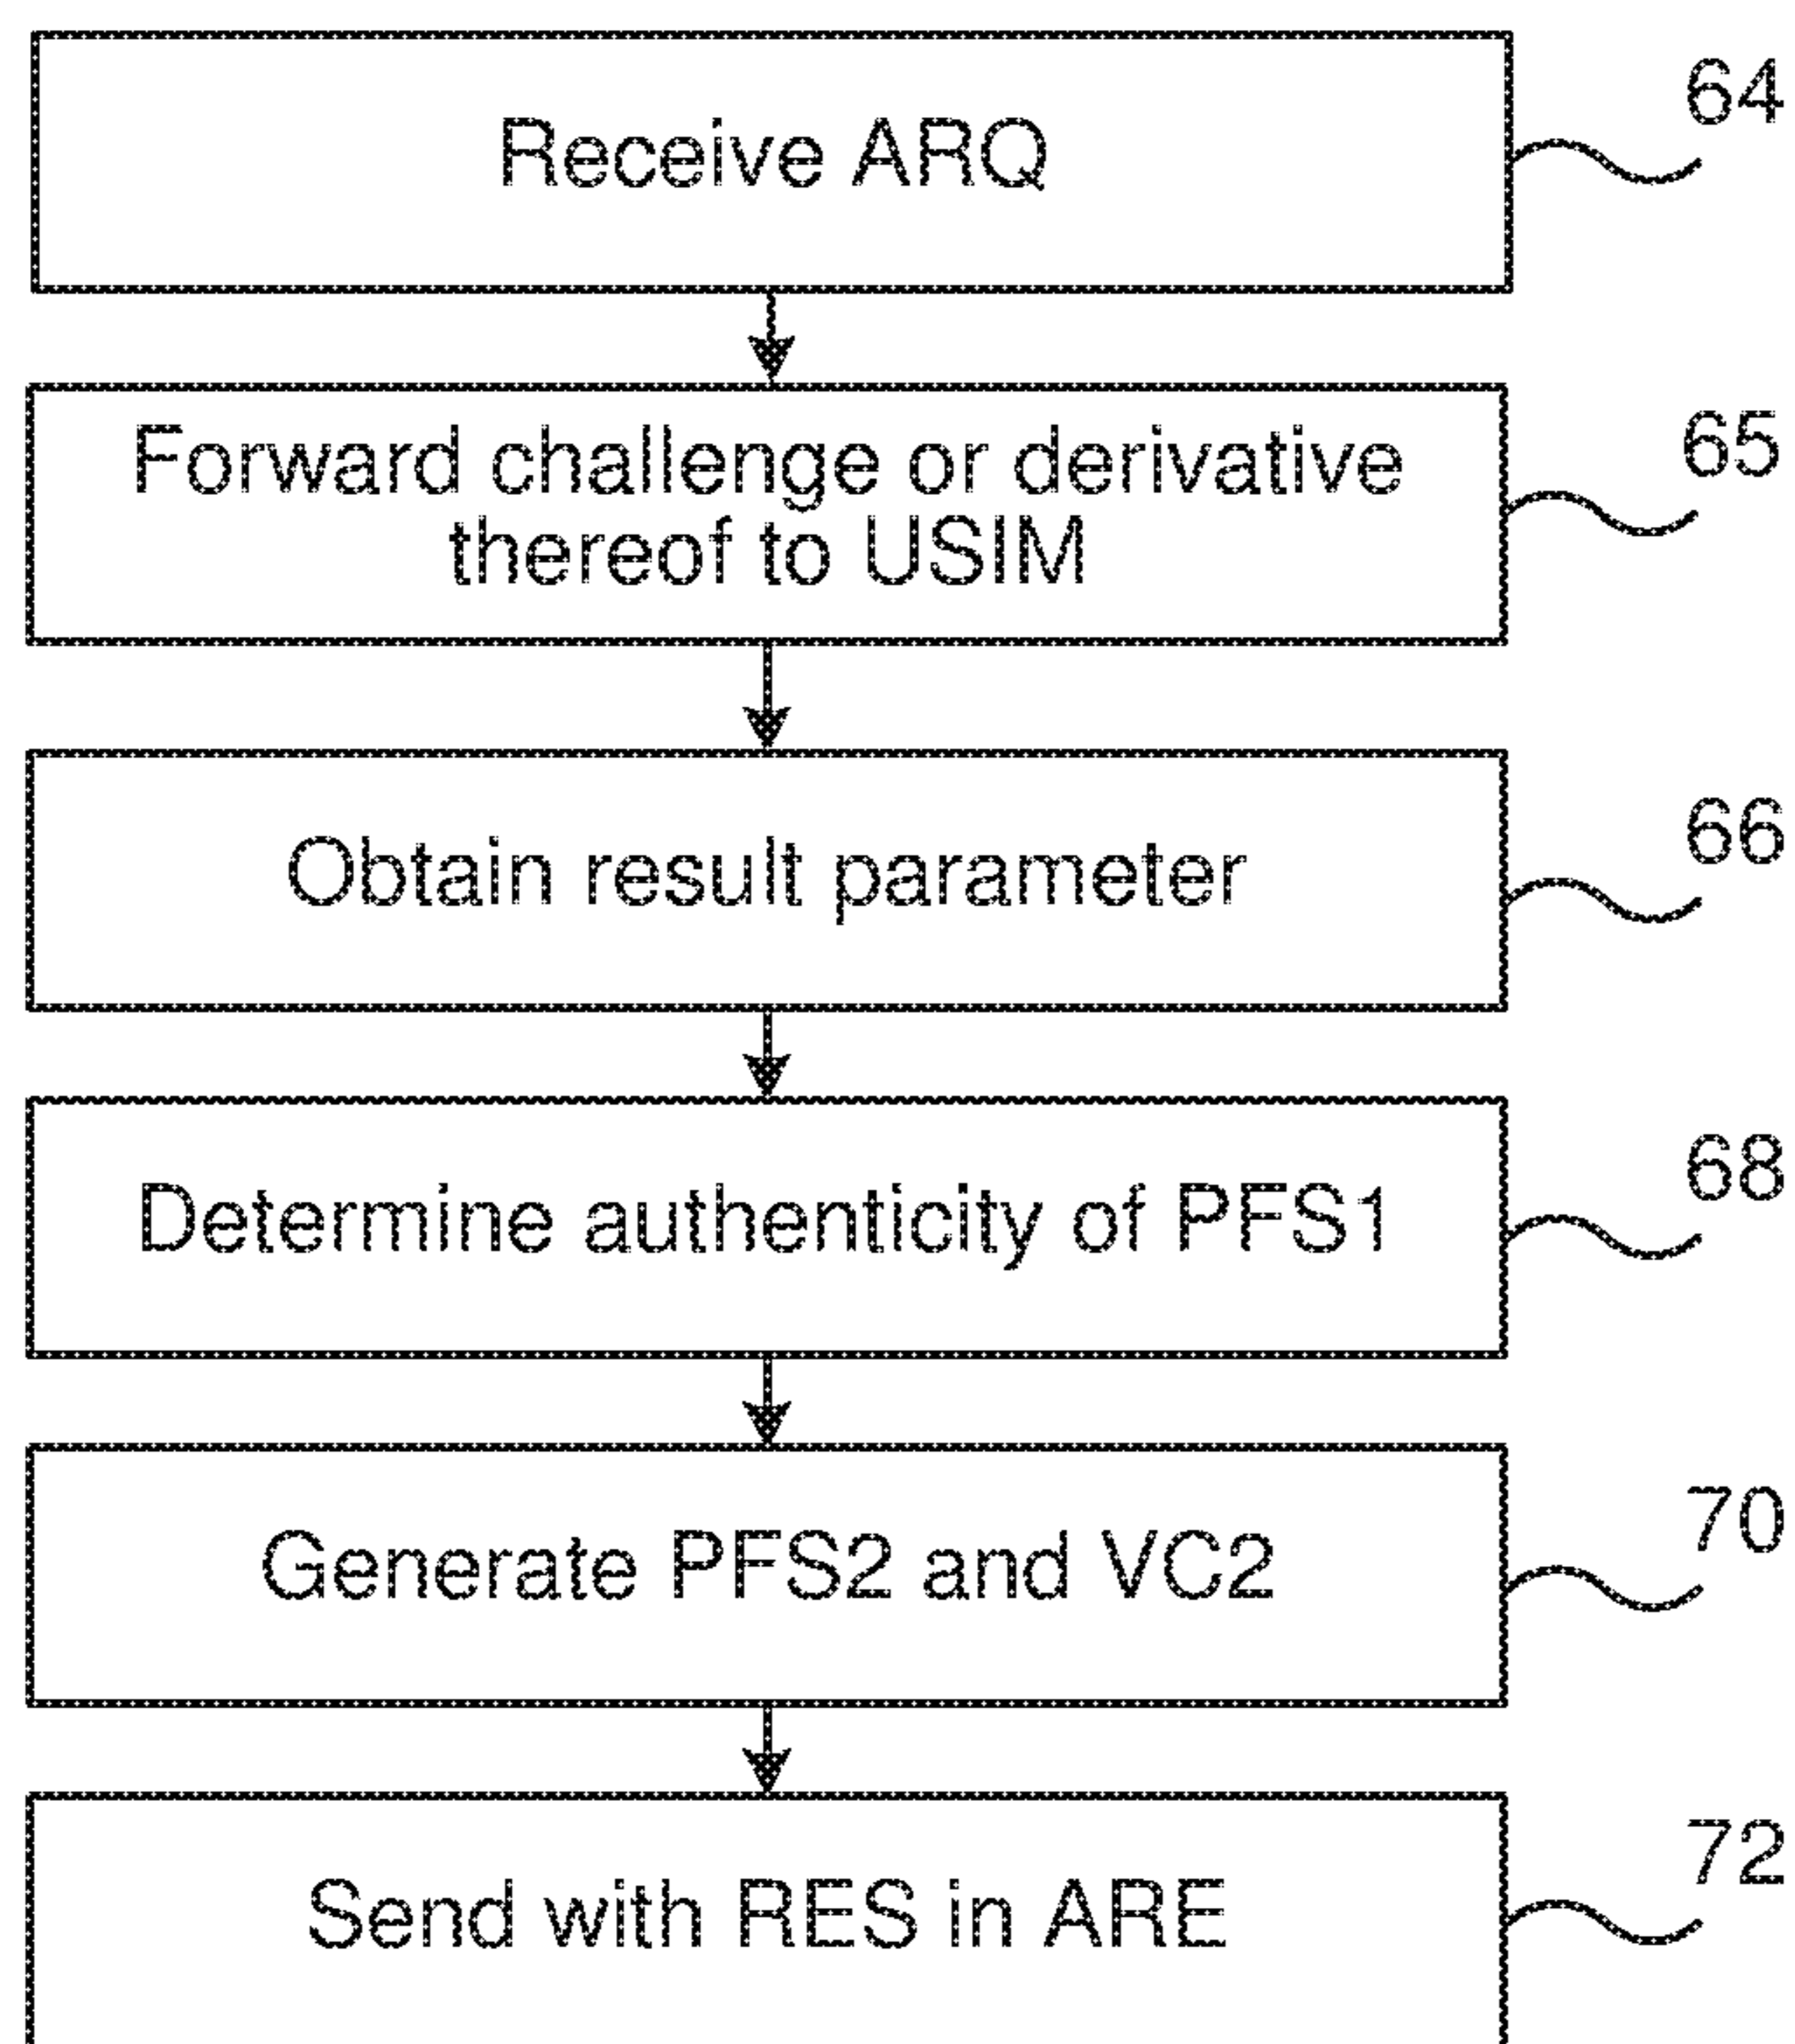 Receive ARQ
64
Forward challenge or derivative
thereof to USIM
65
Obtain result parameter
66
Determine authenticity of PFS1
68
Generate PFS2 and VC2
70
Send with RES in ARE
72